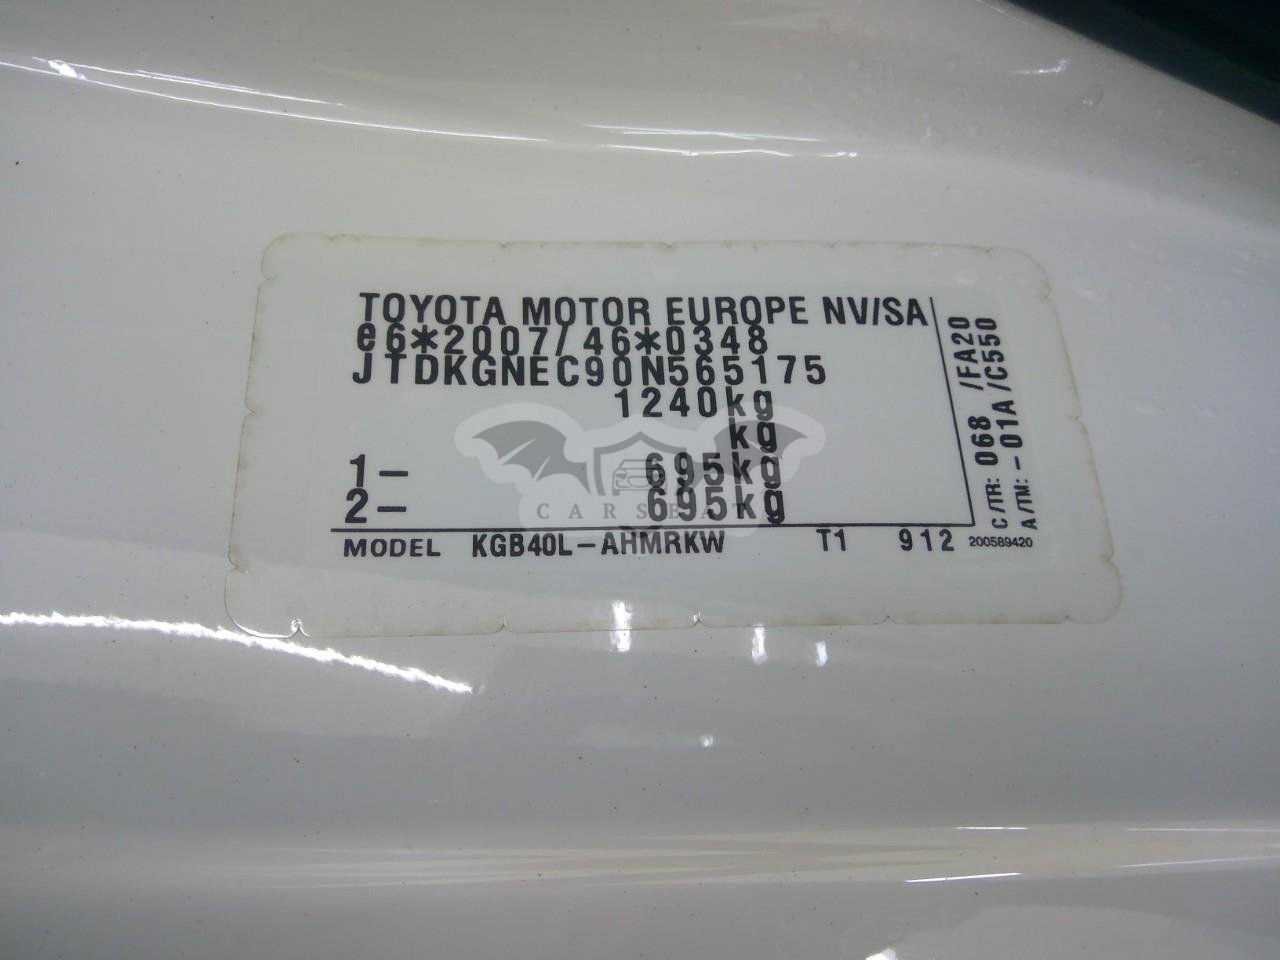 TOYOTA MOTOR EUROPE NV/SA
e6*2007/46*0348
JTDKGNEC90N565175
1240kg
kg
1- 695kg
2- 695kg
MODEL KGB40L-AHMRKW T1 912 200589420
C/TR: 068 /FA20
A/TM: -01A /C550
CARSEAT